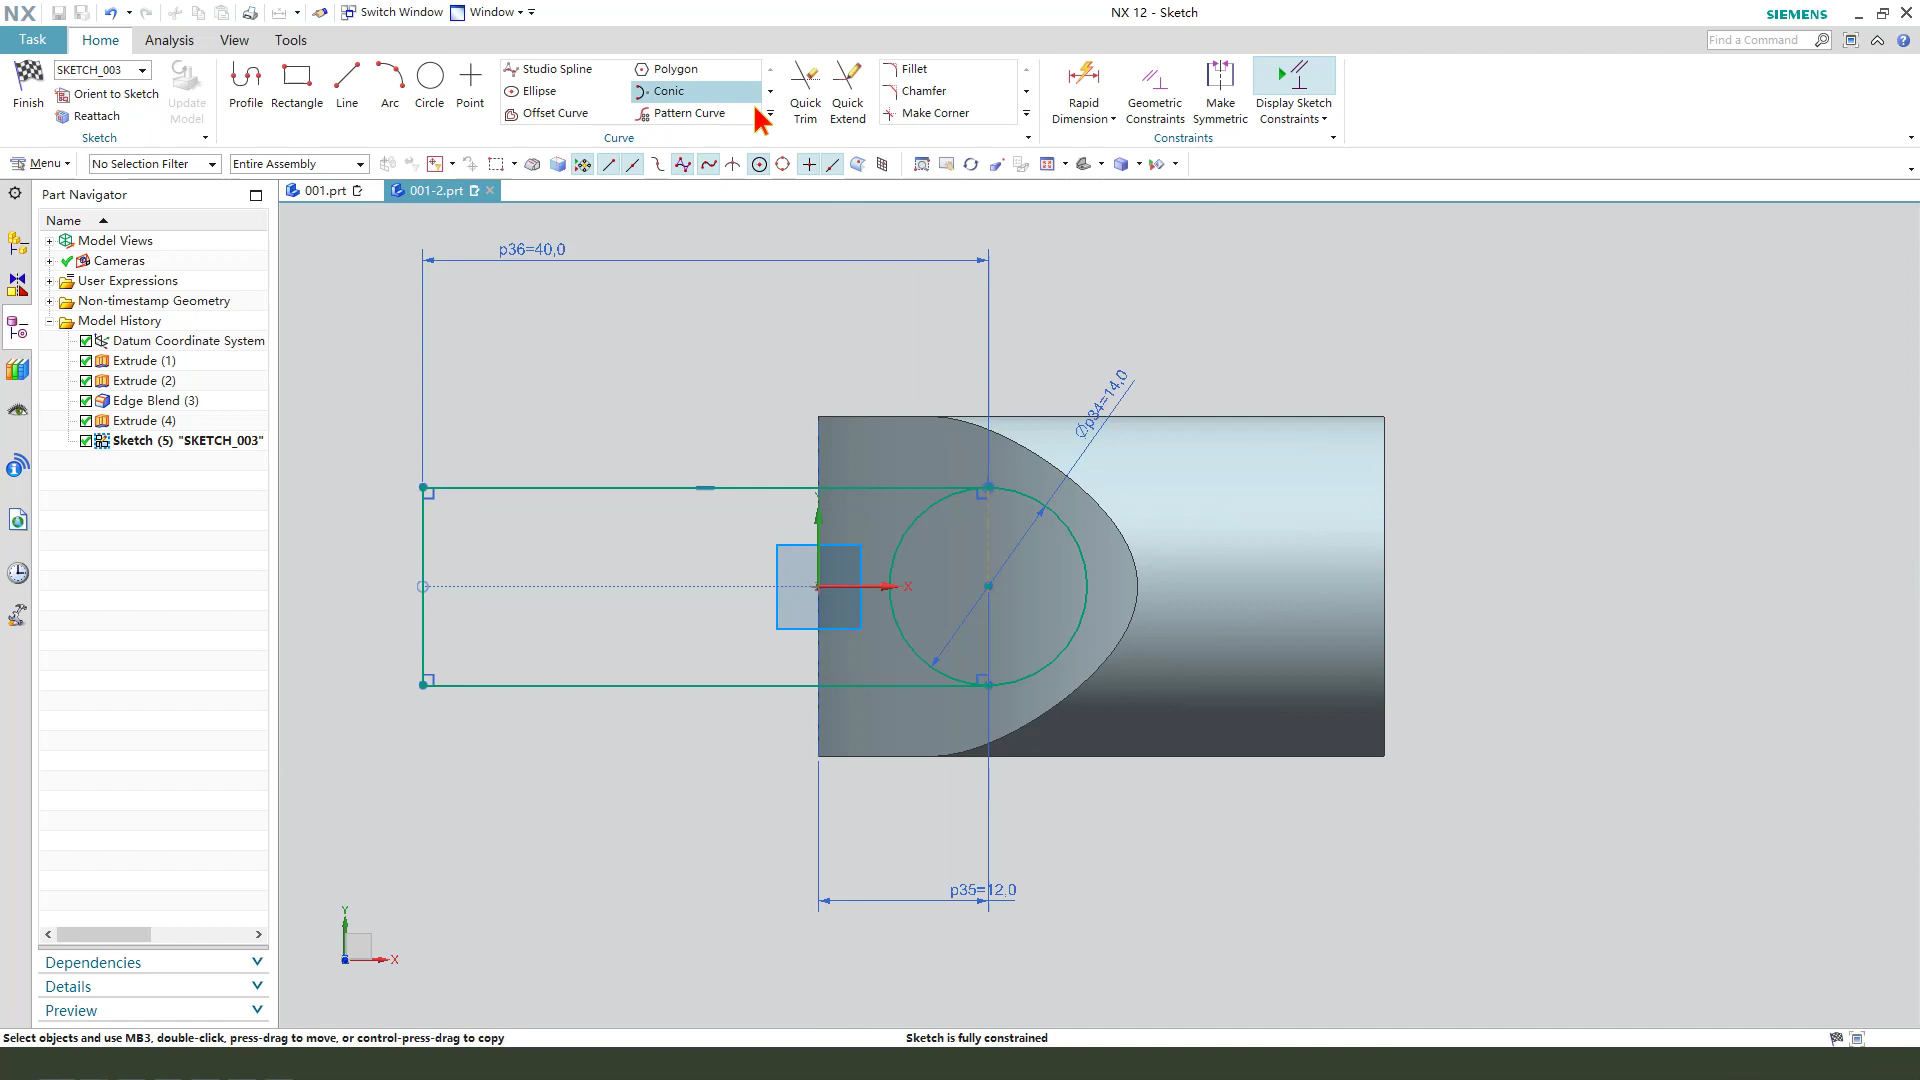 NX
Switch Window
Window
NX 12 - Sketch
SIEMENS
Task
Home
Analysis
View
Tools
Find a Command
Finish
SKETCH_003
Orient to Sketch
Reattach
Update Model
Sketch
Profile
Rectangle
Line
Arc
Circle
Point
Studio Spline
Ellipse
Offset Curve
Polygon
Conic
Pattern Curve
Curve
Quick Trim
Quick Extend
Fillet
Chamfer
Make Corner
Rapid Dimension
Geometric Constraints
Make Symmetric
Display Sketch Constraints
Constraints
Menu
No Selection Filter
Entire Assembly
Part Navigator
001.prt
001-2.prt
Name
Model Views
Cameras
User Expressions
Non-timestamp Geometry
Model History
Datum Coordinate System
Extrude (1)
Extrude (2)
Edge Blend (3)
Extrude (4)
Sketch (5) "SKETCH_003"
p36=40,0
Øp34=14,0
Y
X
p35=12,0
Y
X
Dependencies
Details
Preview
Select objects and use MB3, double-click, press-drag to move, or control-press-drag to copy
Sketch is fully constrained